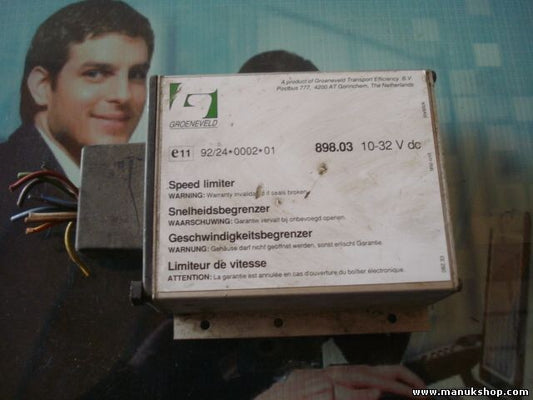 A product of Groeneveld Transport Efficiency B.V.
Postbus 777, 4200 AT Gorinchem, The Netherlands
GROENEVELD
e11 92/24*0002*01 898.03 10-32 V dc
Speed limiter
WARNING: Warranty invalidated if seals broken.
Snelheidsbegrenzer
WAARSCHUWING: Garantie vervalt bij onbevoegd openen.
Geschwindigkeitsbegrenzer
WARNUNG: Gehäuse darf nicht geöffnet werden, sonst erlischt Garantie.
Limiteur de vitesse
ATTENTION: La garantie est annulée en cas d'ouverture du boîtier électronique.
www.manukshop.com